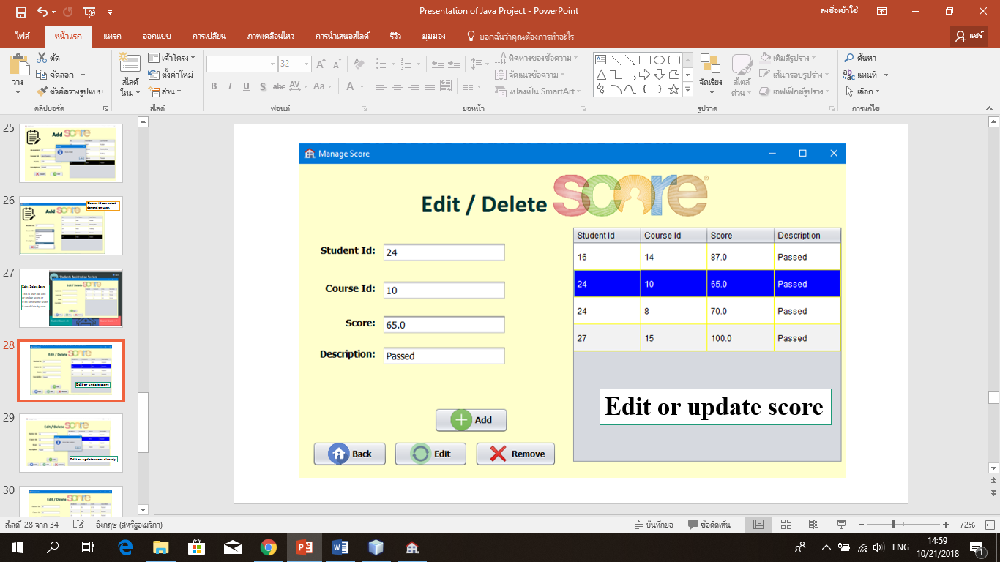 Presentation of Java Project - PowerPoint
ลงชื่อเข้าใช้
ไฟล์ หน้าแรก แทรก ออกแบบ การเปลี่ยน ภาพเคลื่อนไหว การนำเสนอสไลด์ รีวิว มุมมอง บอกฉันว่าคุณต้องการทำอะไร แชร์
วาง
ตัด
คัดลอก
ตัวคัดวางรูปแบบ
คลิปบอร์ด
สไลด์
ใหม่
เค้าโครง
ตั้งค่าใหม่
ส่วน
สไลด์
32
B I U S abc AV Aa A
ฟอนต์
ทิศทางของข้อความ
จัดแนวข้อความ
แปลงเป็น SmartArt
ย่อหน้า
จัดเรียง
สไตล์
ด่วน
เติมสีรูปร่าง
เส้นกรอบรูปร่าง
เอฟเฟ็กต์รูปร่าง
รูปวาด
ค้นหา
แทนที่
เลือก
การแก้ไข
25
Add score
26
Add score
Course id can select
depend on user.
27
Edit / Delete Score
Students Registration System
Edit / Delete score
28
Edit / Delete score
Edit or update score
29
Edit / Delete score
Edit or update score already
30
Edit / Delete score
Manage Score
Edit / Delete score
Student Id: 24
Course Id: 10
Score: 65.0
Description: Passed
Student Id Course Id Score Description
16 14 87.0 Passed
24 10 65.0 Passed
24 8 70.0 Passed
27 15 100.0 Passed
Edit or update score
Add
Back Edit Remove
สไลด์ 28 จาก 34 อังกฤษ (สหรัฐอเมริกา) บันทึกย่อ ข้อคิดเห็น 72%
ENG
14:59
10/21/2018
1